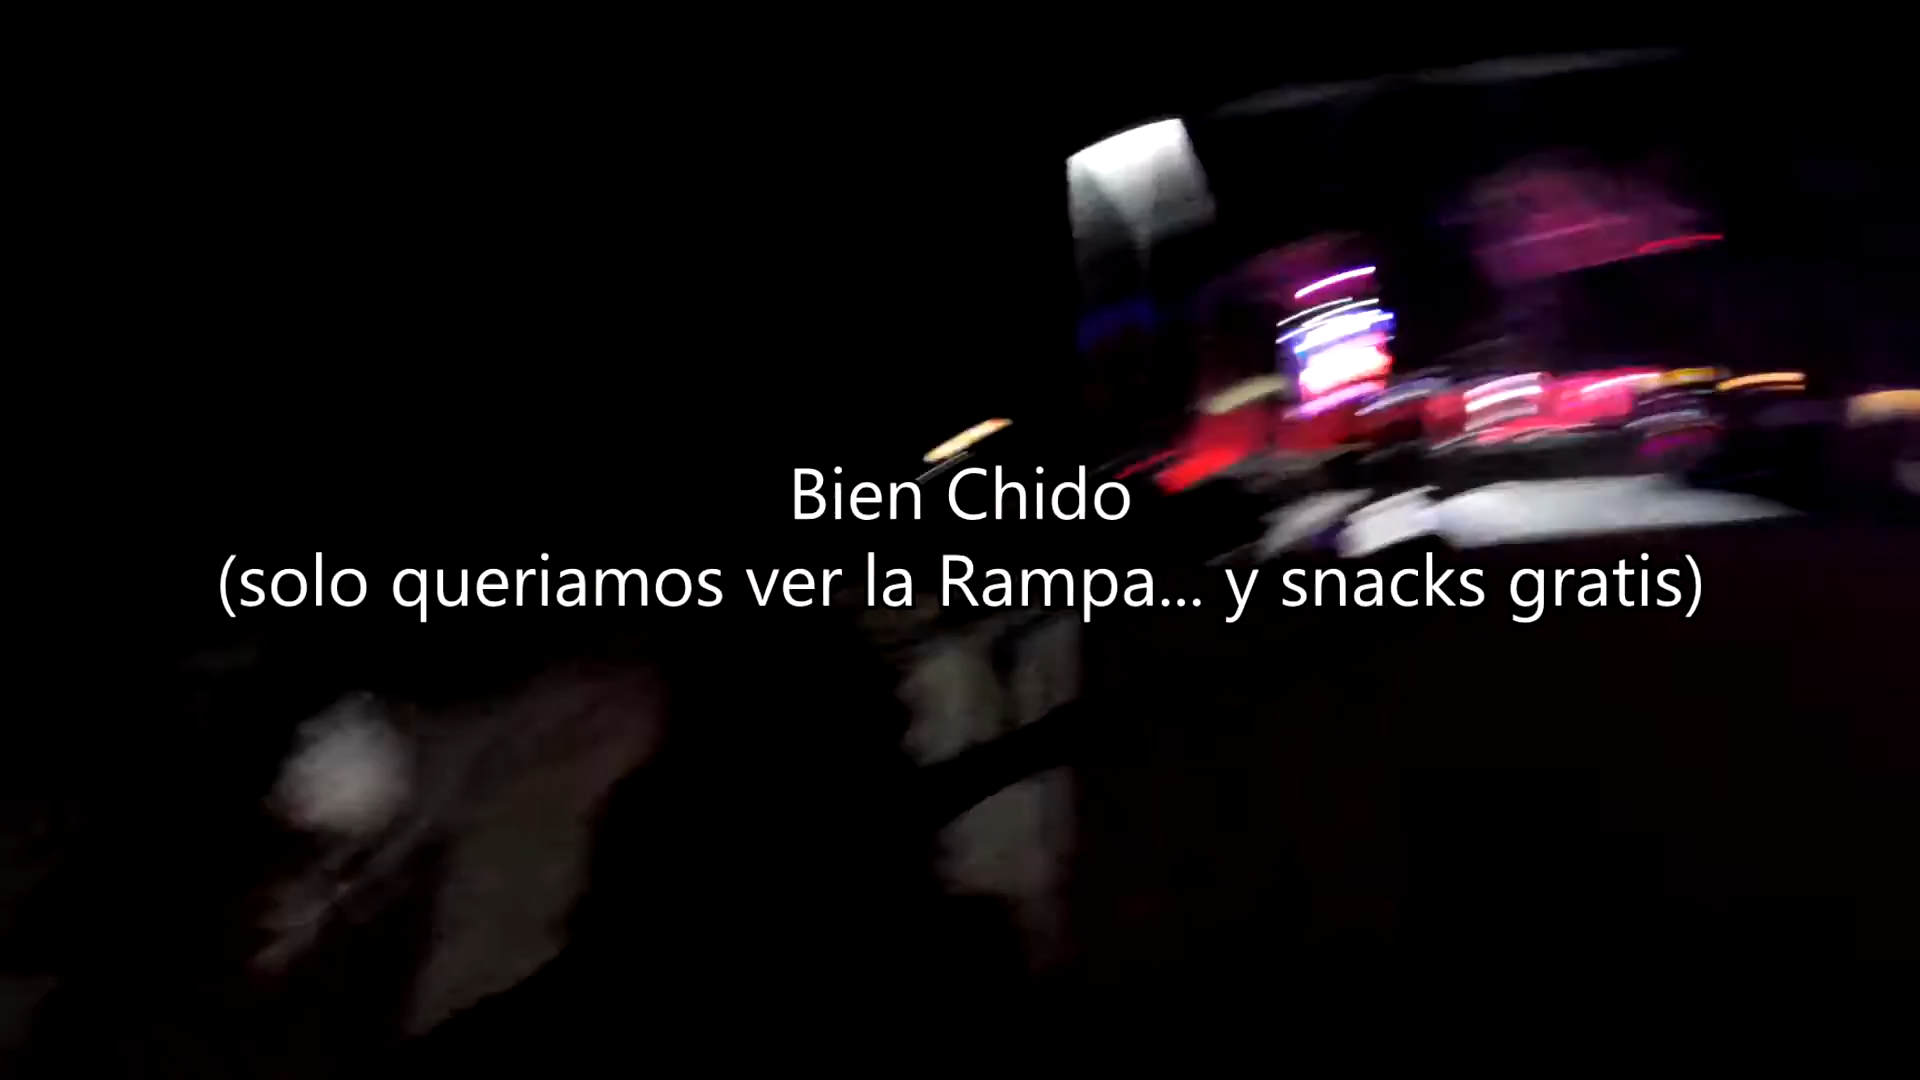 Bien Chido
(solo queriamos ver la Rampa... y snacks gratis)